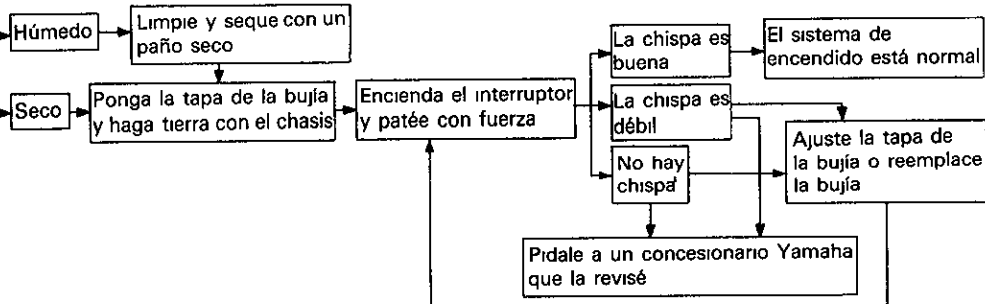 Húmedo
Limpie y seque con un
paño seco
Seco
Ponga la tapa de la bujía
y haga tierra con el chasis
Encienda el interruptor
y patée con fuerza
La chispa es
buena
El sistema de
encendido está normal
La chispa es
débil
No hay
chispa
Ajuste la tapa de
la bujía o reemplace
la bujía
Pidale a un concesionario Yamaha
que la revisé